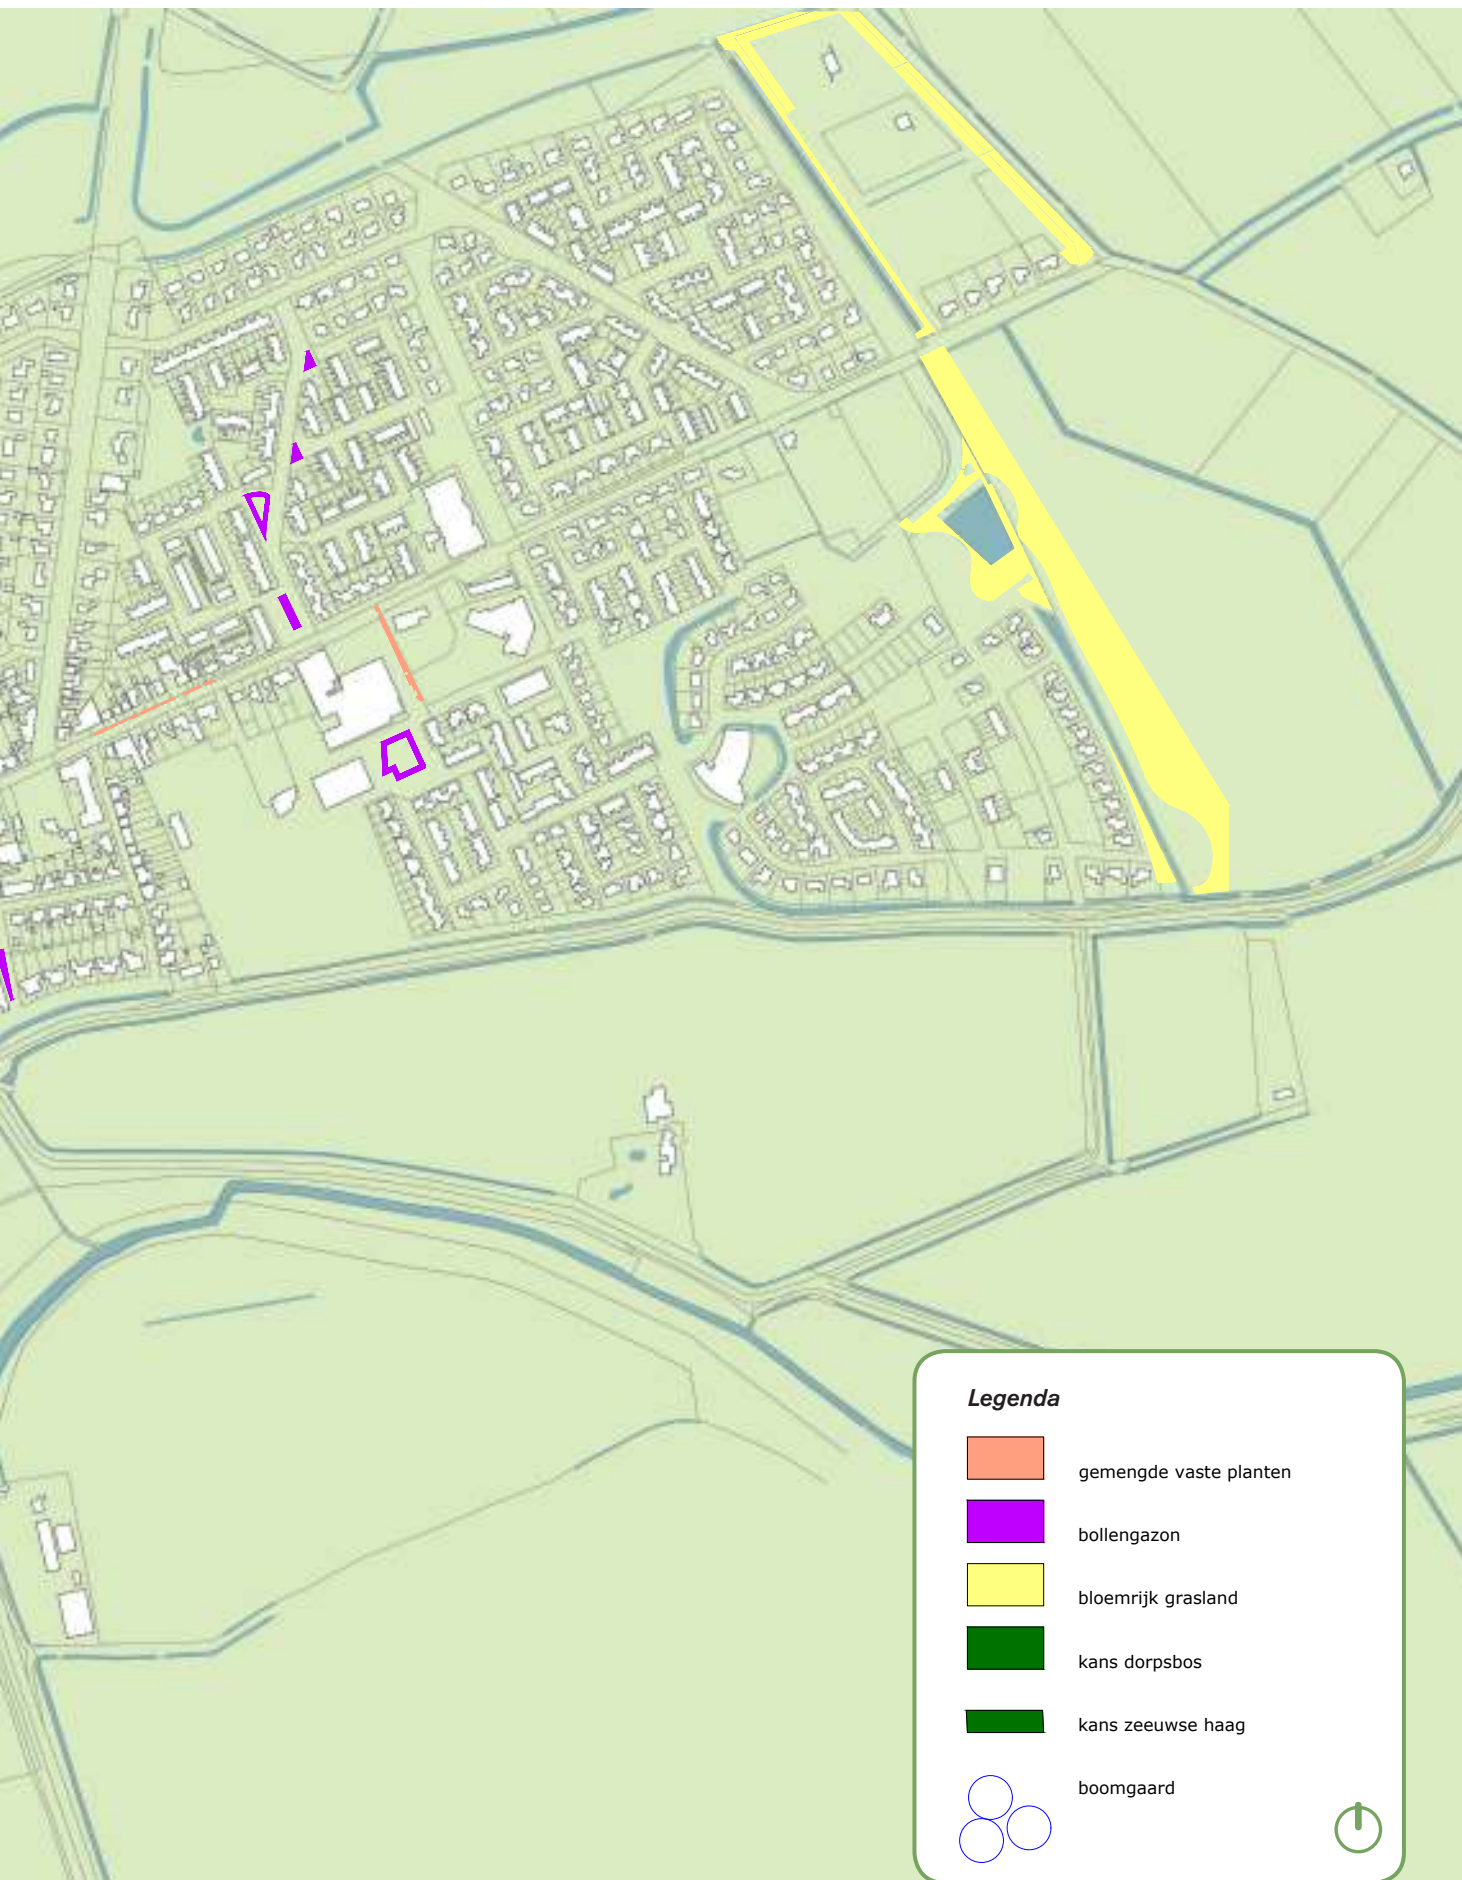 Legenda
gemengde vaste planten
bollengazon
bloemrijk grasland
kans dorpsbos
kans zeeuwse haag
boomgaard